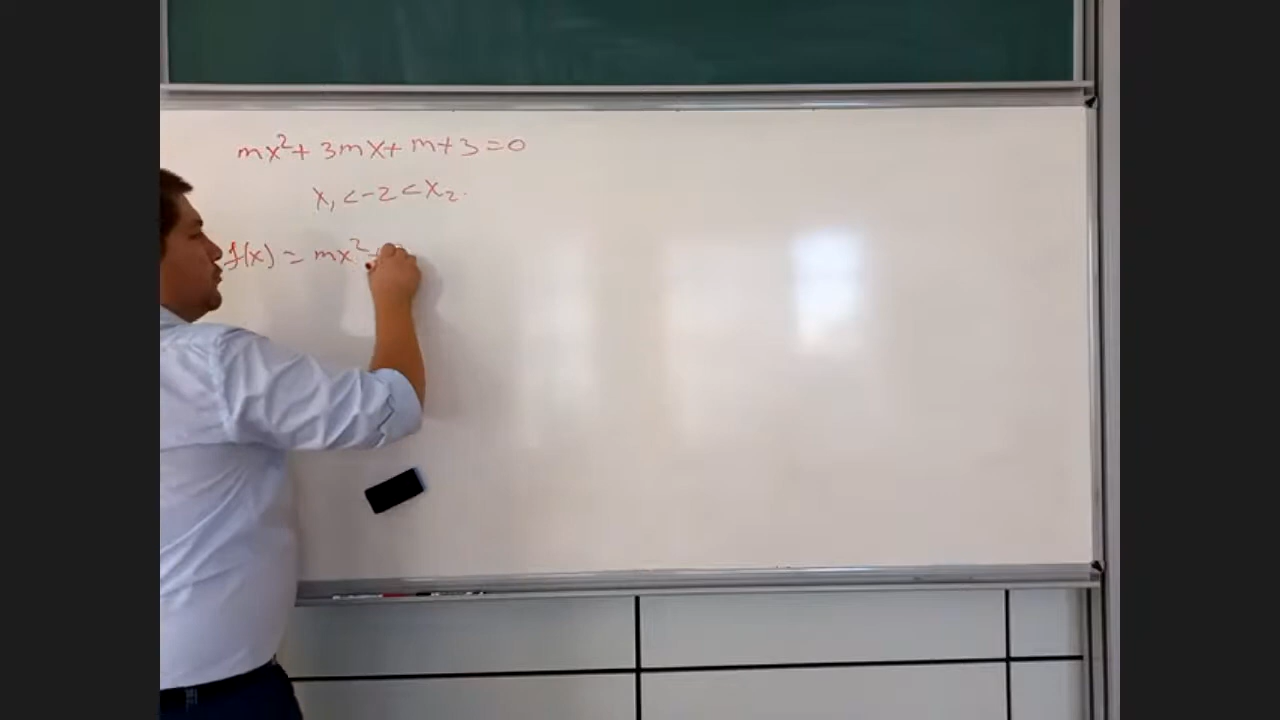 mx²+ 3mx+ m+3=0
x₁<-2<x₂.
f(x) = mx²+